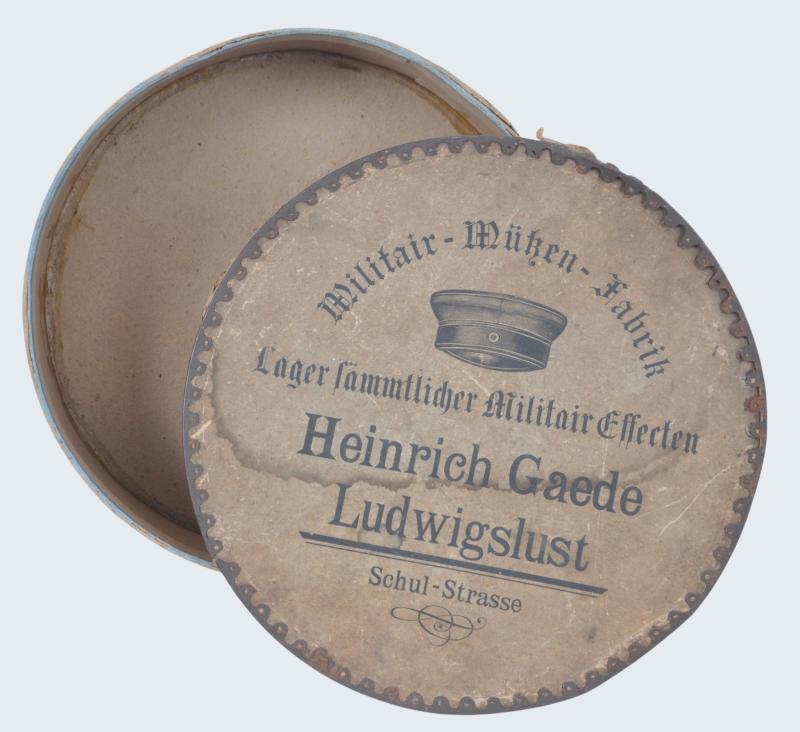 Militair-Mützen-Fabrik
Lager ſämmtlicher Militair Effecten
Heinrich Gaede
Ludwigslust
Schul-Strasse